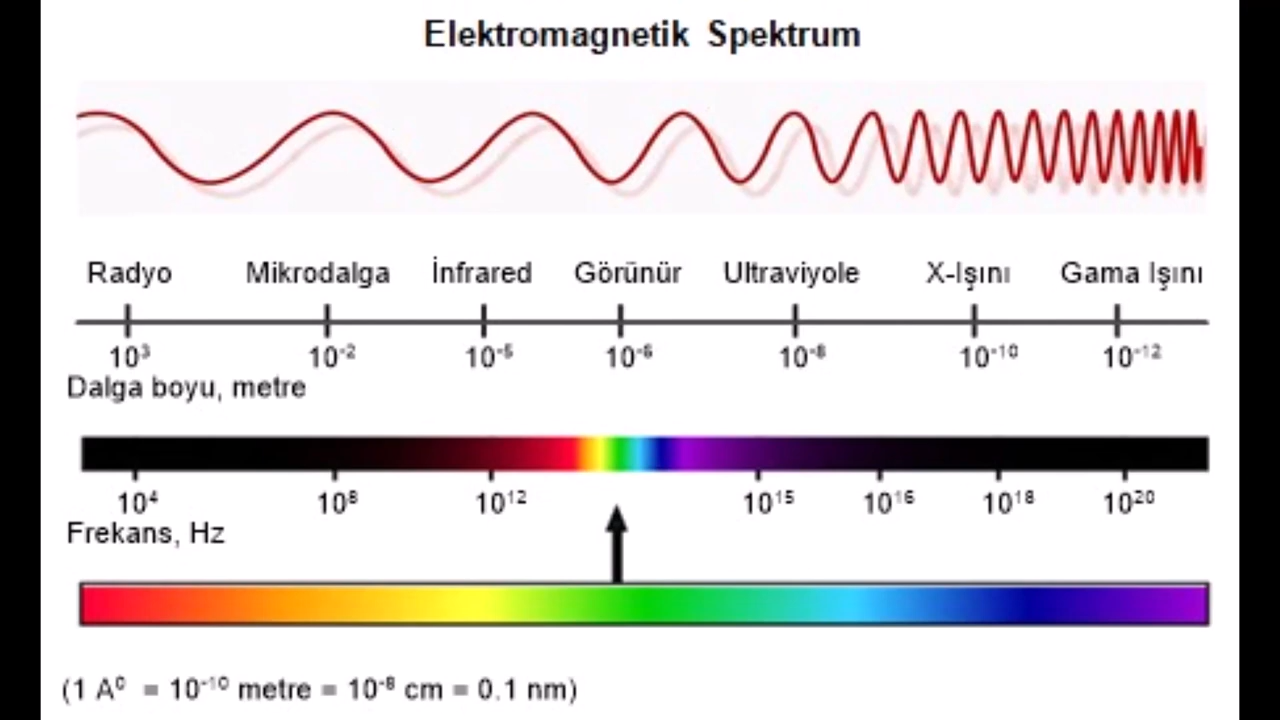 Elektromagnetik Spektrum
Radyo Mikrodalga İnfrared Görünür Ultraviyole X-Işını Gama Işını
10³ 10⁻² 10⁻⁵ 10⁻⁶ 10⁻⁸ 10⁻¹⁰ 10⁻¹²
Dalga boyu, metre
10⁴ 10⁸ 10¹² 10¹⁵ 10¹⁶ 10¹⁸ 10²⁰
Frekans, Hz
(1 A⁰ = 10⁻¹⁰ metre = 10⁻⁸ cm = 0.1 nm)